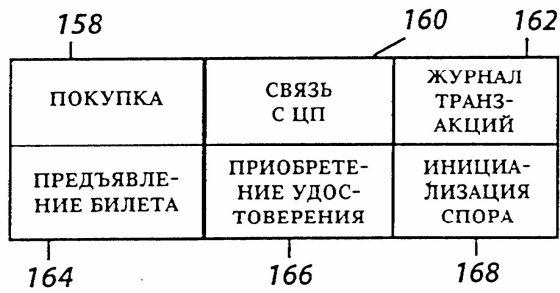 158
160
162
ПОКУПКА
СВЯЗЬ
С ЦП
ЖУРНАЛ
ТРАНЗ-
АКЦИЙ
ПРЕДЪЯВЛЕ-
НИЕ БИЛЕТА
ПРИОБРЕТЕ-
НИЕ УДОС-
ТОВЕРЕНИЯ
ИНИЦИА-
ЛИЗАЦИЯ
СПОРА
164
166
168